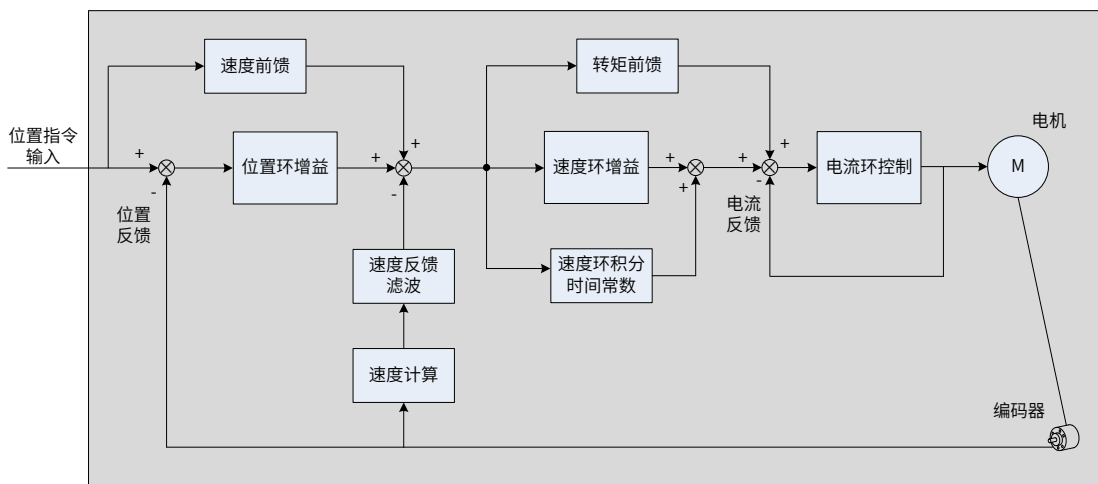 速度前馈
转矩前馈
位置指令
输入
+
-
位置
反馈
位置环增益
+
+
-
速度环增益
+
+
+
+
-
电流
反馈
电流环控制
电机
M
速度反馈
滤波
速度环积分
时间常数
速度计算
编码器